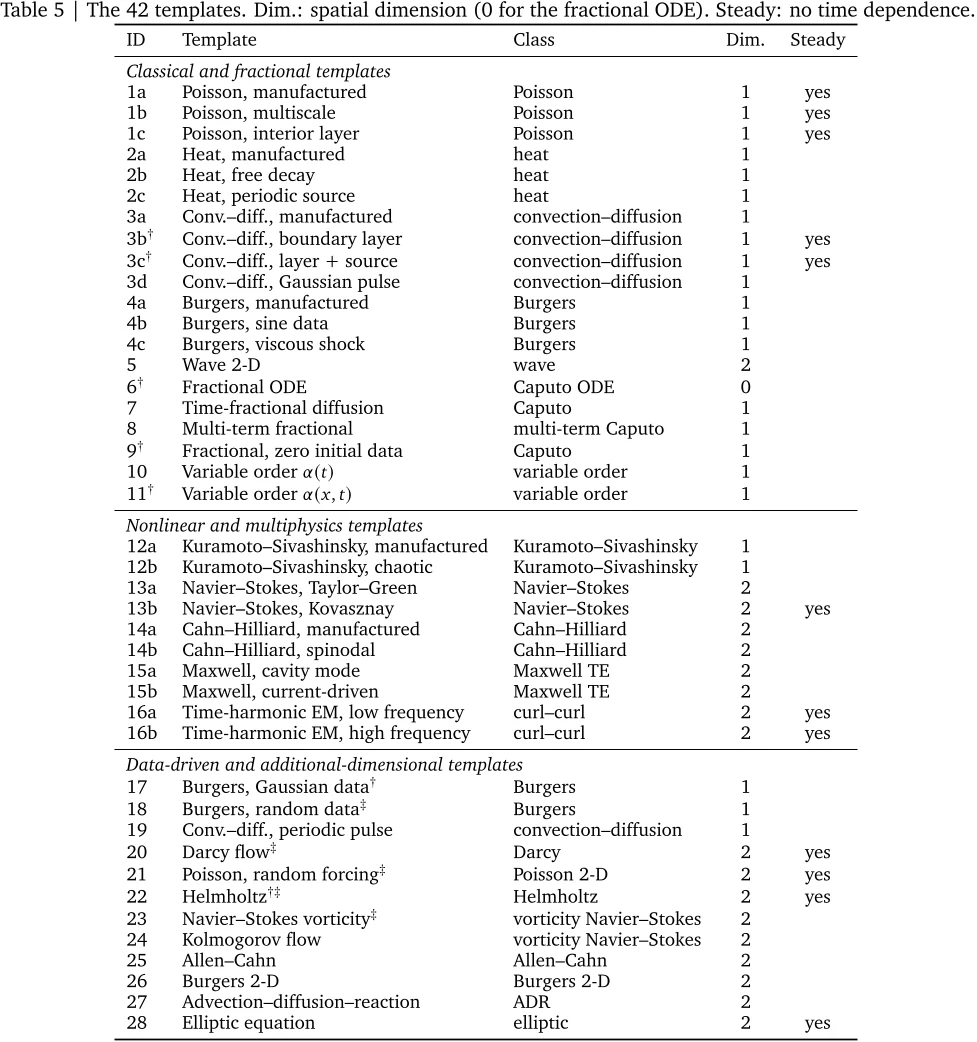 Table 5 | The 42 templates. Dim.: spatial dimension (0 for the fractional ODE). Steady: no time dependence.
ID Template Class Dim. Steady
Classical and fractional templates
1a Poisson, manufactured Poisson 1 yes
1b Poisson, multiscale Poisson 1 yes
1c Poisson, interior layer Poisson 1 yes
2a Heat, manufactured heat 1
2b Heat, free decay heat 1
2c Heat, periodic source heat 1
3a Conv.–diff., manufactured convection–diffusion 1
3b† Conv.–diff., boundary layer convection–diffusion 1 yes
3c† Conv.–diff., layer + source convection–diffusion 1 yes
3d Conv.–diff., Gaussian pulse convection–diffusion 1
4a Burgers, manufactured Burgers 1
4b Burgers, sine data Burgers 1
4c Burgers, viscous shock Burgers 1
5 Wave 2-D wave 2
6† Fractional ODE Caputo ODE 0
7 Time-fractional diffusion Caputo 1
8 Multi-term fractional multi-term Caputo 1
9† Fractional, zero initial data Caputo 1
10 Variable order α(t) variable order 1
11† Variable order α(x, t) variable order 1
Nonlinear and multiphysics templates
12a Kuramoto–Sivashinsky, manufactured Kuramoto–Sivashinsky 1
12b Kuramoto–Sivashinsky, chaotic Kuramoto–Sivashinsky 1
13a Navier–Stokes, Taylor–Green Navier–Stokes 2
13b Navier–Stokes, Kovasznay Navier–Stokes 2 yes
14a Cahn–Hilliard, manufactured Cahn–Hilliard 2
14b Cahn–Hilliard, spinodal Cahn–Hilliard 2
15a Maxwell, cavity mode Maxwell TE 2
15b Maxwell, current-driven Maxwell TE 2
16a Time-harmonic EM, low frequency curl–curl 2 yes
16b Time-harmonic EM, high frequency curl–curl 2 yes
Data-driven and additional-dimensional templates
17 Burgers, Gaussian data† Burgers 1
18 Burgers, random data‡ Burgers 1
19 Conv.–diff., periodic pulse convection–diffusion 1
20 Darcy flow‡ Darcy 2 yes
21 Poisson, random forcing‡ Poisson 2-D 2 yes
22 Helmholtz†‡ Helmholtz 2 yes
23 Navier–Stokes vorticity‡ vorticity Navier–Stokes 2
24 Kolmogorov flow vorticity Navier–Stokes 2
25 Allen–Cahn Allen–Cahn 2
26 Burgers 2-D Burgers 2-D 2
27 Advection–diffusion–reaction ADR 2
28 Elliptic equation elliptic 2 yes